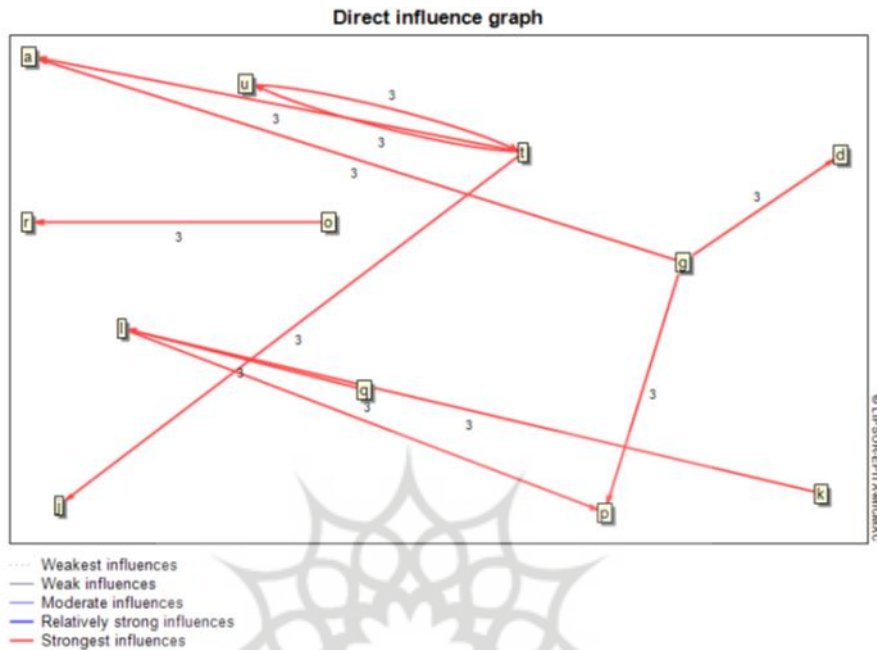 Direct influence graph
a
u
3
3
3
t
3
d
3
r
o
3
g
l
3
3
q
3
3
3
j
p
k
Weakest influences
Weak influences
Moderate influences
Relatively strong influences
Strongest influences